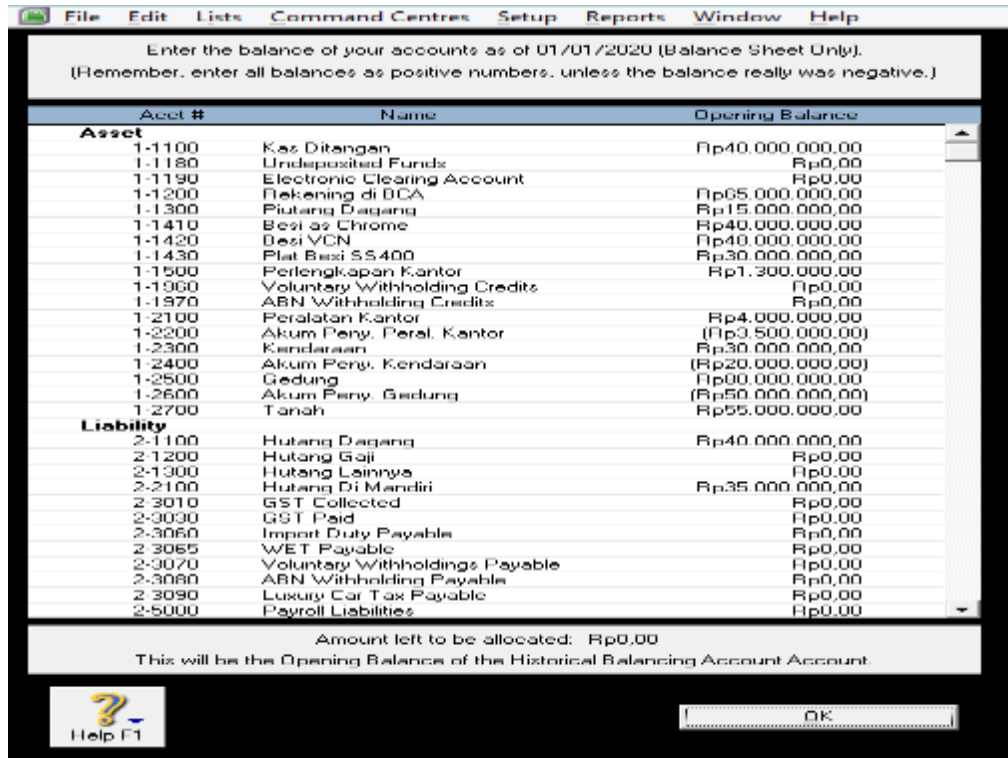 File Edit Lists Command Centres Setup Reports Window Help
Enter the balance of your accounts as of 01/01/2020 (Balance Sheet Only).
(Remember, enter all balances as positive numbers, unless the balance really was negative.)
Acct # Name Opening Balance
Asset
1-1100 Kas Ditangan Rp40.000.000,00
1-1180 Undeposited Funds Rp0,00
1-1190 Electronic Clearing Account Rp0,00
1-1200 Rekening di BCA Rp65.000.000,00
1-1300 Piutang Dagang Rp15.000.000,00
1-1410 Besi as Chrome Rp40.000.000,00
1-1420 Besi VCN Rp40.000.000,00
1-1430 Plat Besi SS400 Rp30.000.000,00
1-1500 Perlengkapan Kantor Rp1.300.000,00
1-1960 Voluntary Withholding Credits Rp0,00
1-1970 ABN Withholding Credits Rp0,00
1-2100 Peralatan Kantor Rp4.000.000,00
1-2200 Akum Peny. Peral. Kantor (Rp3.500.000,00)
1-2300 Kendaraan Rp30.000.000,00
1-2400 Akum Peny. Kendaraan (Rp20.000.000,00)
1-2500 Gedung
1-2600 Akum Peny. Gedung (Rp50.000.000,00)
1-2700 Tanah Rp55.000.000,00
Liability
2-1100 Hutang Dagang Rp40.000.000,00
2-1200 Hutang Gaji Rp0,00
2-1300 Hutang Lainnya Rp0,00
2-2100 Hutang Di Mandiri Rp35.000.000,00
2-3010 GST Collected Rp0,00
2-3030 GST Paid Rp0,00
2-3060 Import Duty Payable Rp0,00
2-3065 WET Payable Rp0,00
2-3070 Voluntary Withholdings Payable Rp0,00
2-3080 ABN Withholding Payable Rp0,00
2-3090 Luxury Car Tax Payable Rp0,00
2-5000 Payroll Liabilities Rp0,00
Amount left to be allocated: Rp0,00
This will be the Opening Balance of the Historical Balancing Account Account.
Help F1
OK